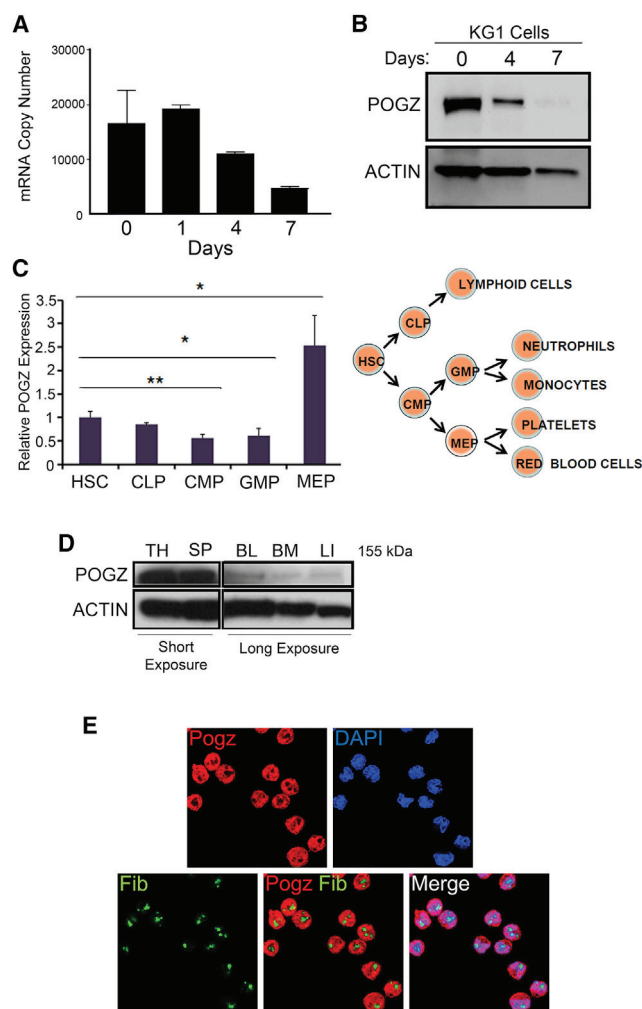 A
mRNA Copy Number
30000
20000
10000
0
0 1 4 7
Days
B
KG1 Cells
Days: 0 4 7
POGZ
ACTIN
C
Relative POGZ Expression
3.5
3
2.5
2
1.5
1
0.5
0
*
*
**
HSC CLP CMP GMP MEP
LYMPHOID CELLS
CLP
HSC
NEUTROPHILS
GMP
MONOCYTES
CMP
PLATELETS
MEP
RED BLOOD CELLS
D
TH SP BL BM LI 155 kDa
POGZ
ACTIN
Short Exposure
Long Exposure
E
Pogz
DAPI
Fib
Pogz Fib
Merge